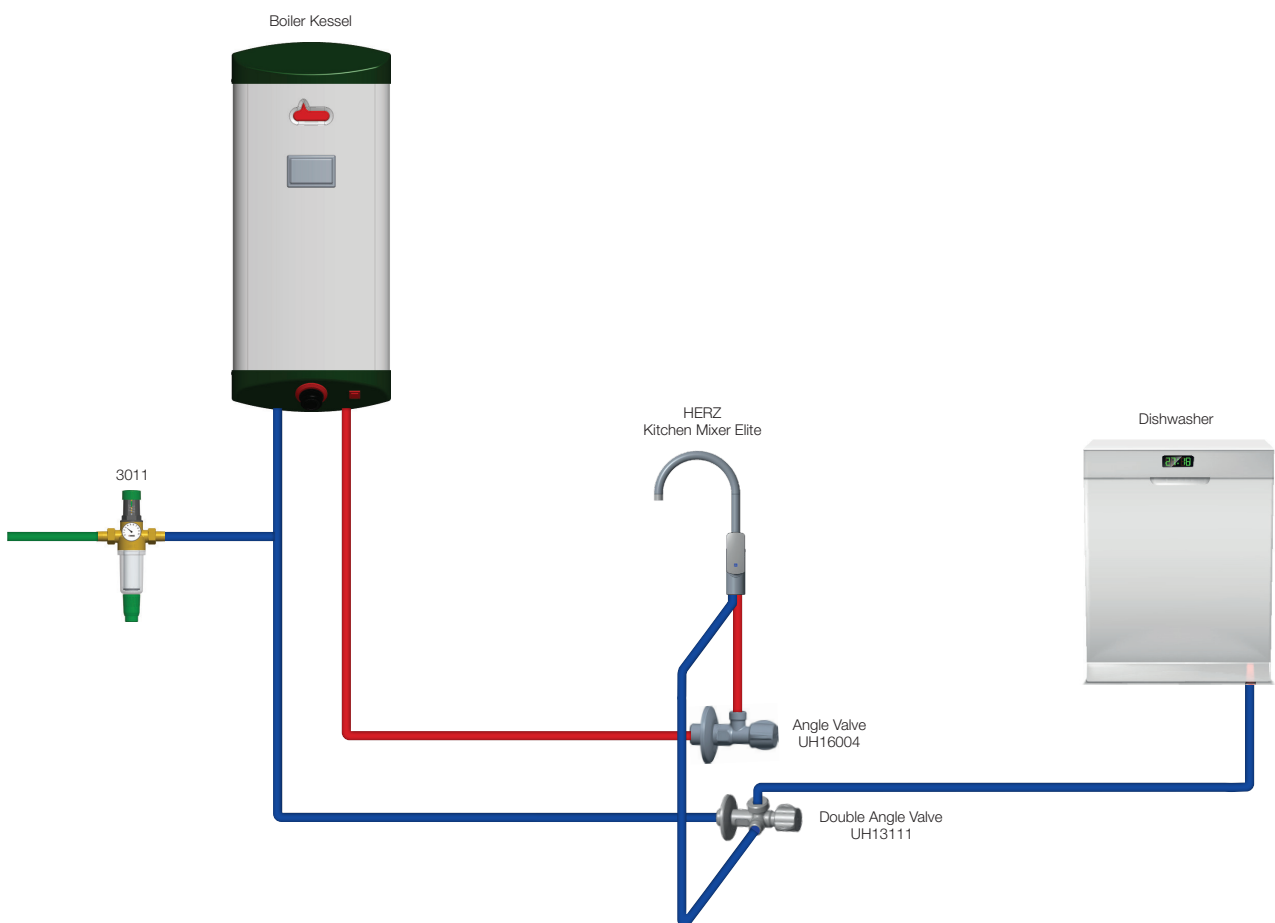 Boiler Kessel
HERZ
Kitchen Mixer Elite
Dishwasher
3011
Angle Valve
UH16004
Double Angle Valve
UH13111